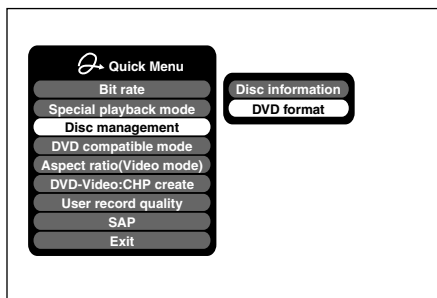 Quick Menu
Bit rate
Special playback mode
Disc management
DVD compatible mode
Aspect ratio(Video mode)
DVD-Video:CHP create
User record quality
SAP
Exit
Disc information
DVD format